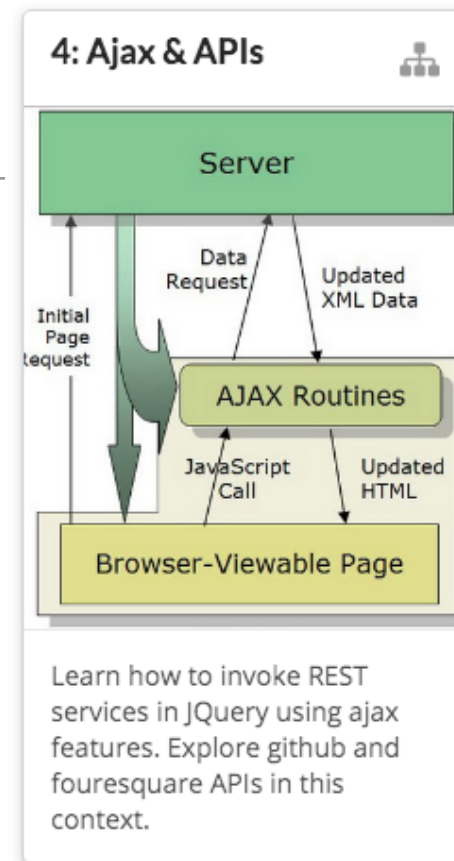 4: Ajax & APIs
Server
Data
Request
Updated
XML Data
Initial
Page
Request
AJAX Routines
JavaScript
Call
Updated
HTML
Browser-Viewable Page
Learn how to invoke REST
services in JQuery using ajax
features. Explore github and
fouresquare APIs in this
context.